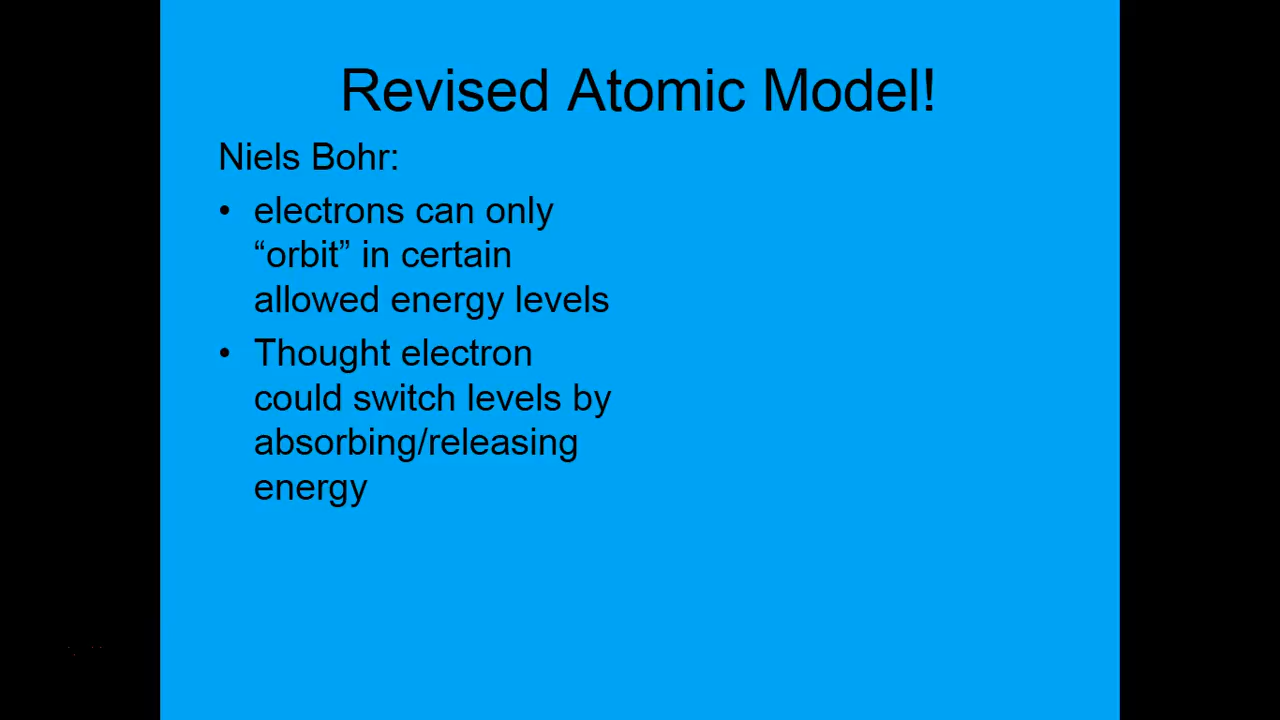 Revised Atomic Model!
Niels Bohr:
• electrons can only
“orbit” in certain
allowed energy levels
• Thought electron
could switch levels by
absorbing/releasing
energy